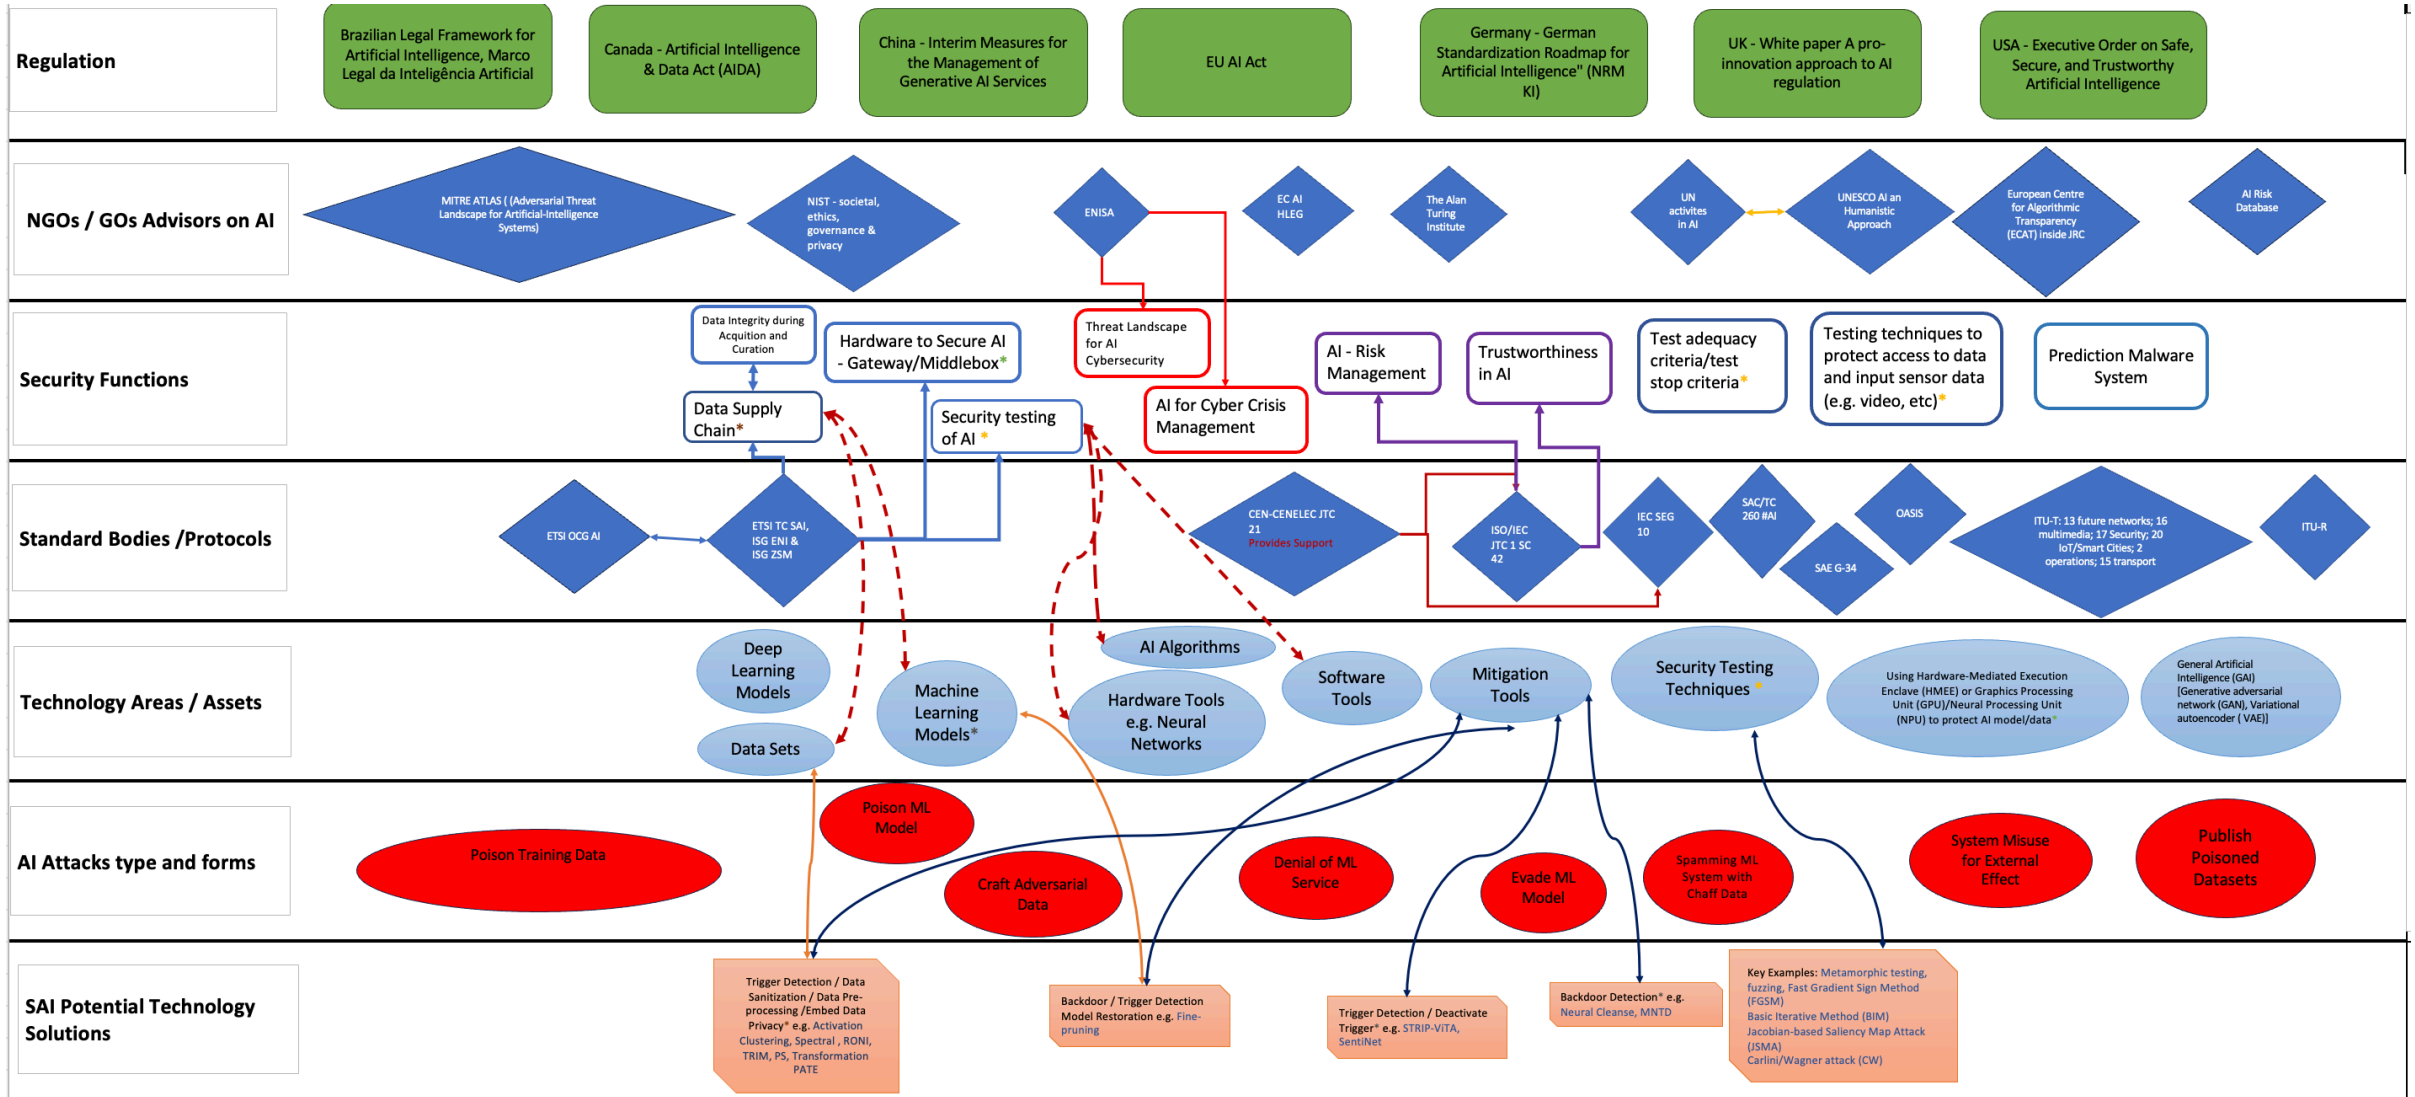 Regulation
Brazilian Legal Framework for
Artificial Intelligence, Marco
Legal da Inteligência Artificial
Canada - Artificial Intelligence
& Data Act (AIDA)
China - Interim Measures for
the Management of
Generative AI Services
EU AI Act
Germany - German
Standardization Roadmap for
Artificial Intelligence" (NRM
KI)
UK - White paper A pro-
innovation approach to AI
regulation
USA - Executive Order on Safe,
Secure, and Trustworthy
Artificial Intelligence
NGOs / GOs Advisors on AI
MITRE ATLAS ( (Adversarial Threat
Landscape for Artificial-Intelligence
Systems)
NIST - societal,
ethics,
governance &
privacy
ENISA
EC AI
HLEG
The Alan
Turing
Institute
UN
activites
in AI
UNESCO AI an
Humanistic
Approach
European Centre
for Algorithmic
Transparency
(ECAT) inside JRC
AI Risk
Database
Security Functions
Data Integrity during
Acquition and
Curation
Hardware to Secure AI
- Gateway/Middlebox*
Data Supply
Chain*
Security testing
of AI *
Threat Landscape
for AI
Cybersecurity
AI for Cyber Crisis
Management
AI - Risk
Management
Trustworthiness
in AI
Test adequacy
criteria/test
stop criteria*
Testing techniques to
protect access to data
and input sensor data
(e.g. video, etc)*
Prediction Malware
System
Standard Bodies /Protocols
ETSI OCG AI
ETSI TC SAI,
ISG ENI &
ISG ZSM
CEN-CENELEC JTC
21
Provides Support
ISO/IEC
JTC 1 SC
42
IEC SEG
10
SAC/TC
260 #AI
SAE G-34
OASIS
ITU-T: 13 future networks; 16
multimedia; 17 Security; 20
IoT/Smart Cities; 2
operations; 15 transport
ITU-R
Technology Areas / Assets
Deep
Learning
Models
Data Sets
Machine
Learning
Models*
AI Algorithms
Hardware Tools
e.g. Neural
Networks
Software
Tools
Mitigation
Tools
Security Testing
Techniques *
Using Hardware-Mediated Execution
Enclave (HMEE) or Graphics Processing
Unit (GPU)/Neural Processing Unit
(NPU) to protect AI model/data*
General Artificial
Intelligence (GAI)
[Generative adversarial
network (GAN), Variational
autoencoder ( VAE)]
AI Attacks type and forms
Poison Training Data
Poison ML
Model
Craft Adversarial
Data
Denial of ML
Service
Evade ML
Model
Spamming ML
System with
Chaff Data
System Misuse
for External
Effect
Publish
Poisoned
Datasets
SAI Potential Technology
Solutions
Trigger Detection / Data
Sanitization / Data Pre-
processing /Embed Data
Privacy* e.g. Activation
Clustering, Spectral , RONI,
TRIM, PS, Transformation
PATE
Backdoor / Trigger Detection
Model Restoration e.g. Fine-
pruning
Trigger Detection / Deactivate
Trigger* e.g. STRIP-ViTA,
SentiNet
Backdoor Detection* e.g.
Neural Cleanse, MNTD
Key Examples: Metamorphic testing,
fuzzing, Fast Gradient Sign Method
(FGSM)
Basic Iterative Method (BIM)
Jacobian-based Saliency Map Attack
(JSMA)
Carlini/Wagner attack (CW)